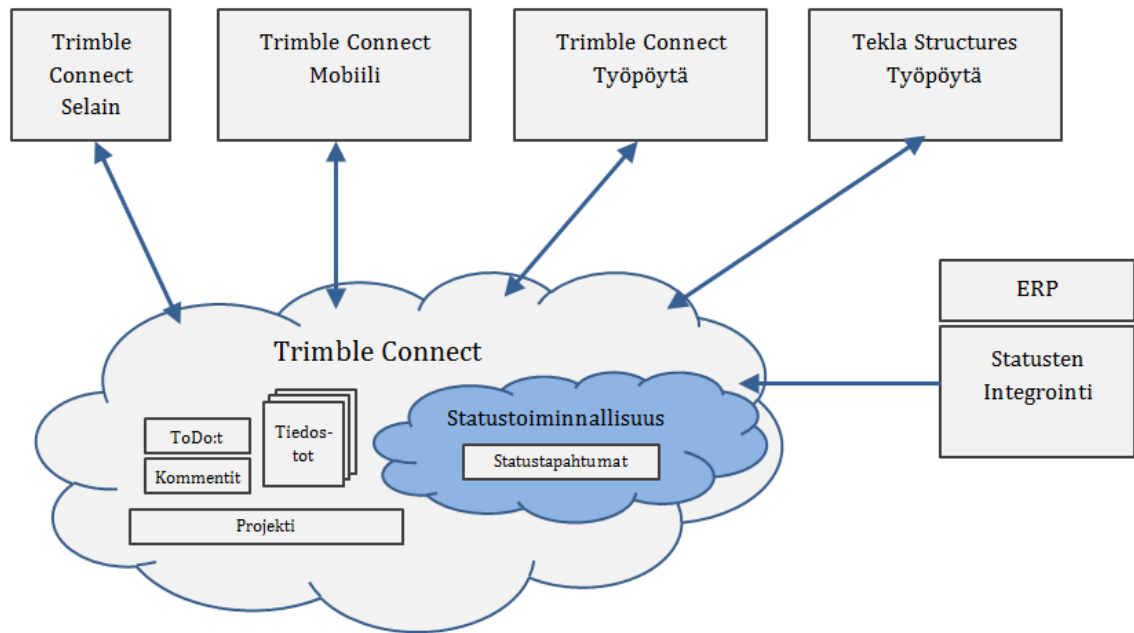 Trimble
Connect
Selain
Trimble Connect
Mobiili
Trimble Connect
Työpöytä
Tekla Structures
Työpöytä
ERP
Statusten
Integrointi
Trimble Connect
Statustoiminnallisuus
Statustapahtumat
ToDo:t
Kommentit
Tiedos-
tot
Projekti